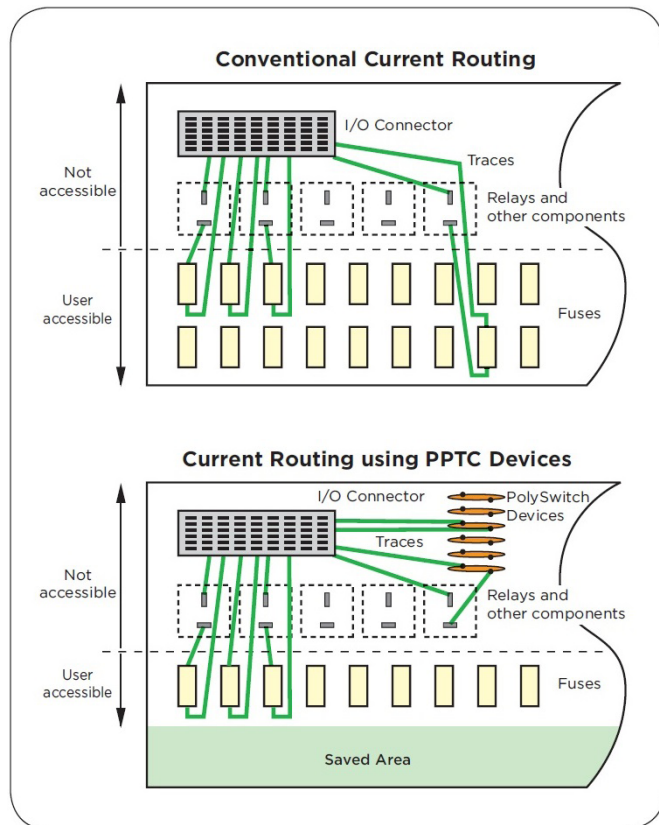 Conventional Current Routing
I/O Connector
Traces
Not
accessible
Relays and
other components
User
accessible
Fuses
Current Routing using PPTC Devices
I/O Connector
PolySwitch
Devices
Traces
Not
accessible
Relays and
other components
User
accessible
Fuses
Saved Area